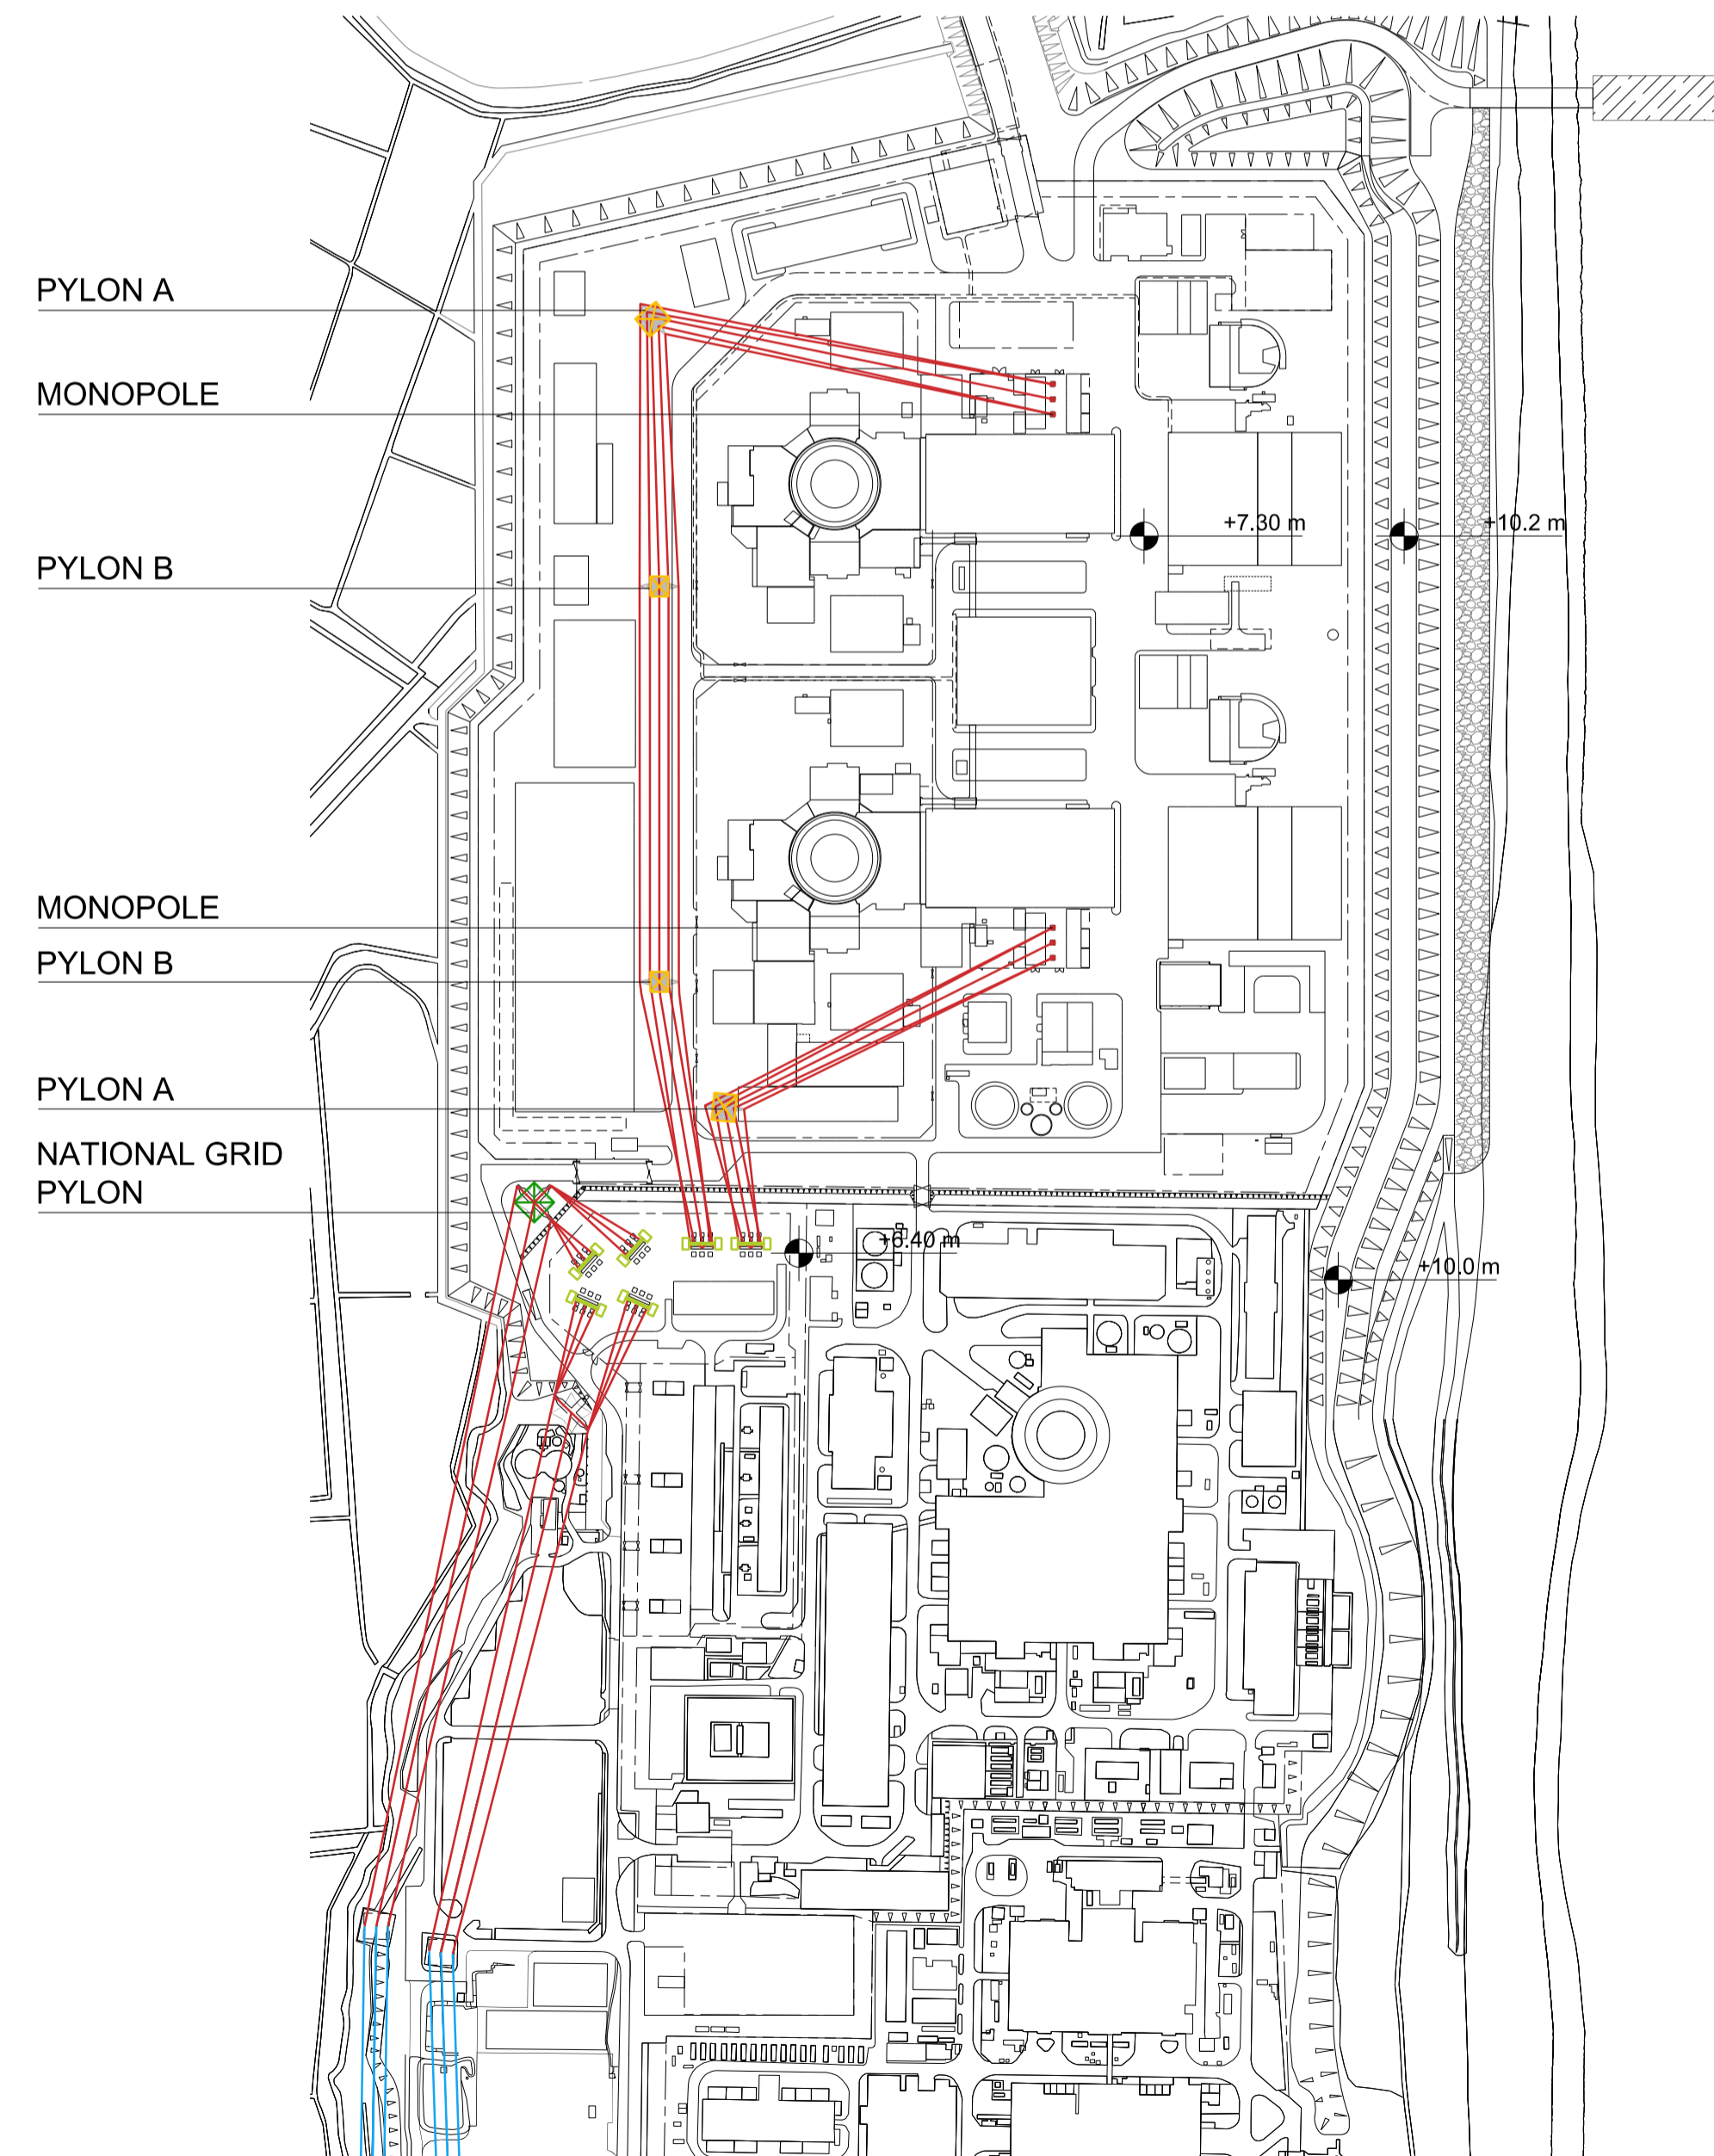 PYLON A
MONOPOLE
PYLON B
+7.30 m
+10.2 m
MONOPOLE
PYLON B
PYLON A
NATIONAL GRID
PYLON
+6.40 m
+10.0 m